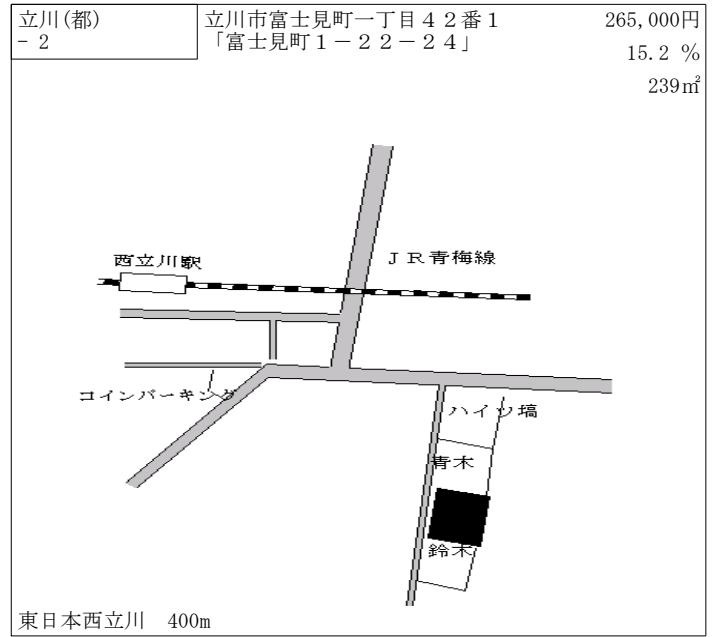 立川(都)
- 2
立川市富士見町一丁目４２番１
「富士見町１－２２－２４」
265,000円
15.2 %
239㎡
西立川駅
ＪＲ青梅線
コインパーキング
ハイツ塙
青木
鈴木
東日本西立川 400m